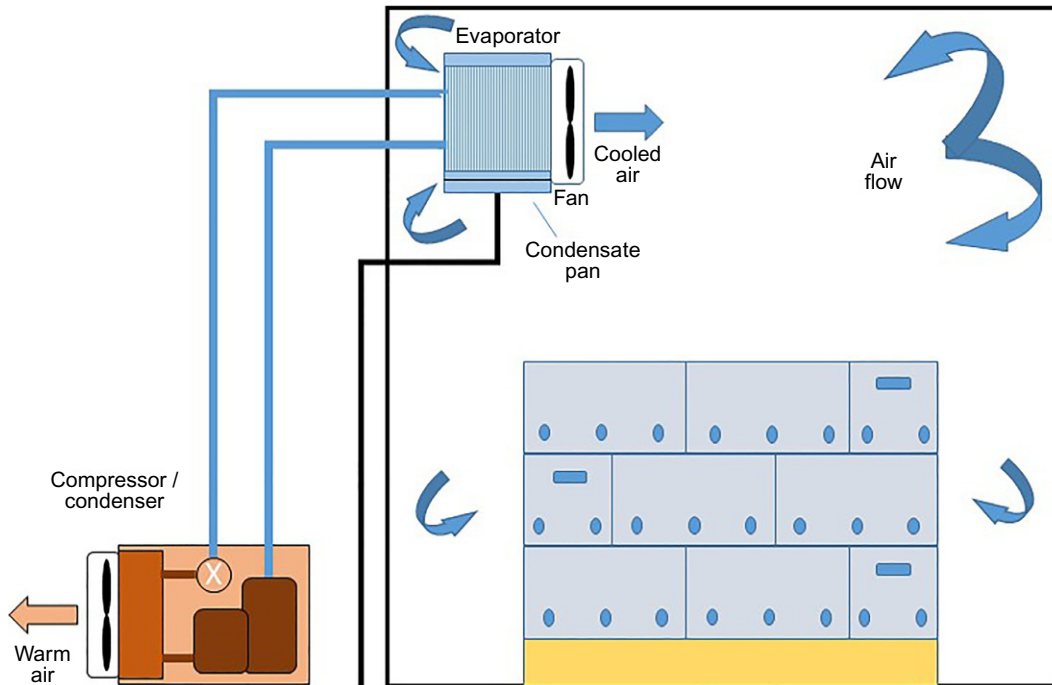 Evaporator
Cooled
air
Fan
Condensate
pan
Air
flow
Compressor /
condenser
X
Warm
air